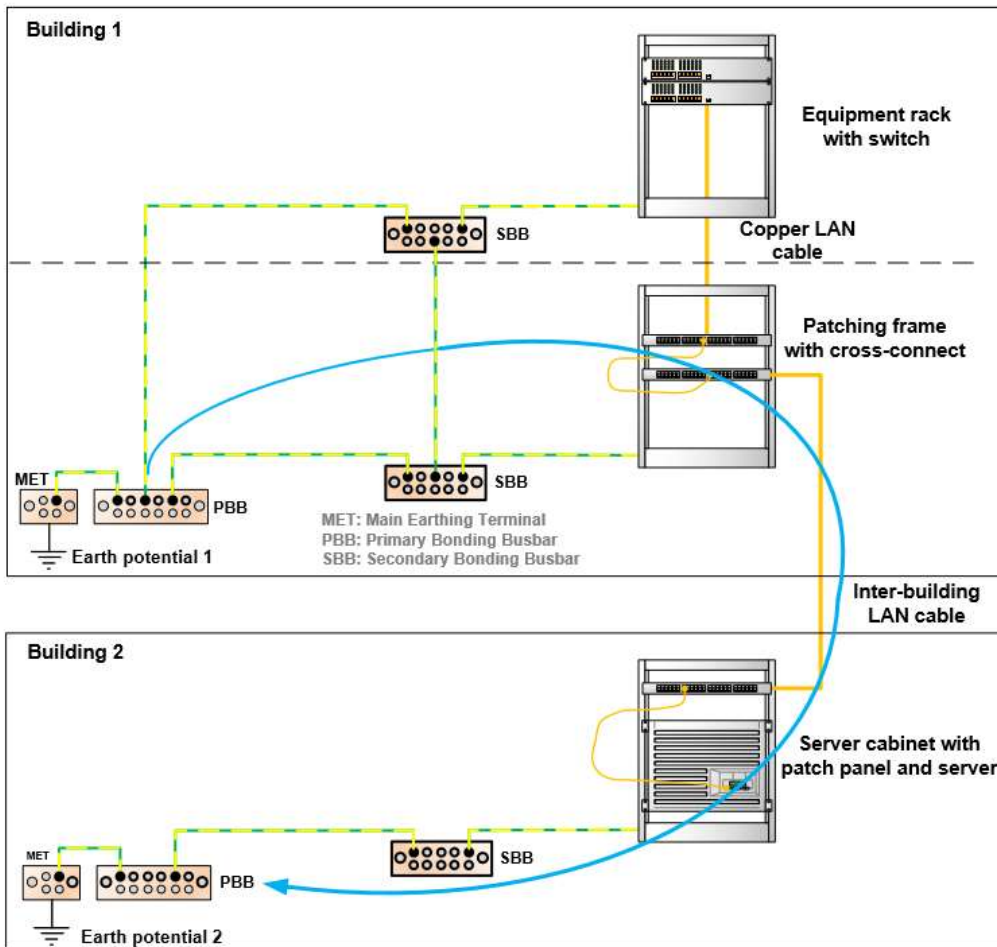 Building 1
Equipment rack
with switch
SBB
Copper LAN
cable
Patching frame
with cross-connect
MET
PBB
SBB
MET: Main Earthing Terminal
PBB: Primary Bonding Busbar
SBB: Secondary Bonding Busbar
Earth potential 1
Inter-building
LAN cable
Building 2
Server cabinet with
patch panel and server
MET
PBB
SBB
Earth potential 2